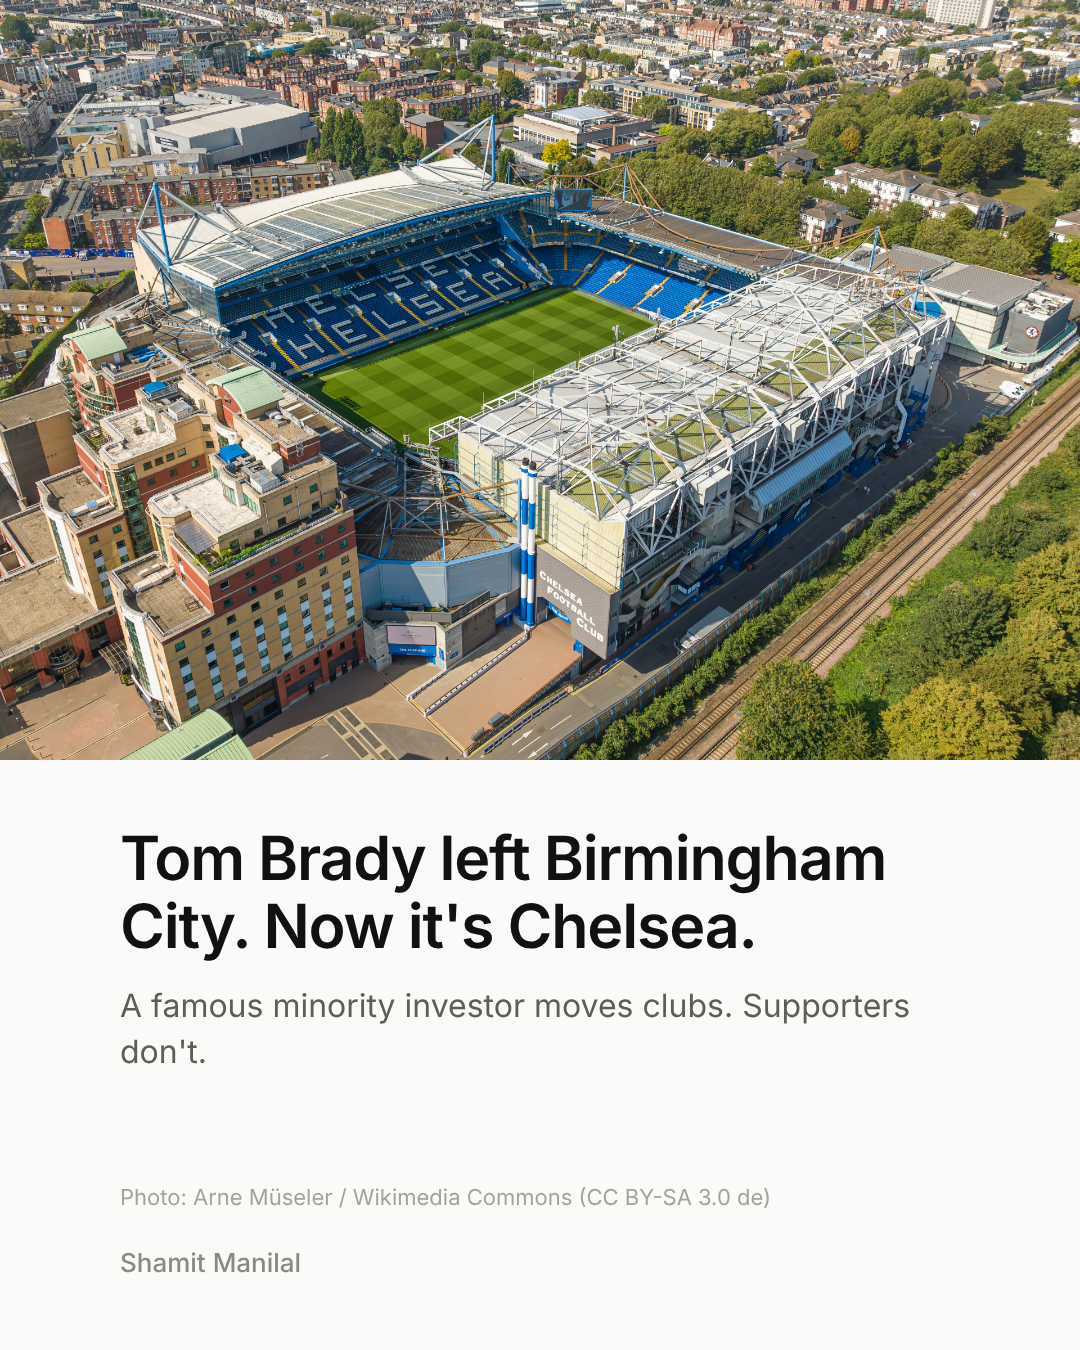 CHELSEA
CHELSEA
CHELSEA
FOOTBALL
CLUB
Tom Brady left Birmingham
City. Now it's Chelsea.
A famous minority investor moves clubs. Supporters
don't.
Photo: Arne Müseler / Wikimedia Commons (CC BY-SA 3.0 de)
Shamit Manilal